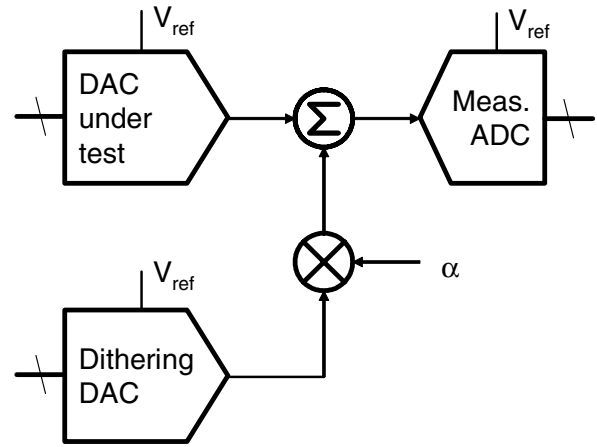 V_ref
V_ref
DAC
under
test
Σ
Meas.
ADC
α
V_ref
Dithering
DAC